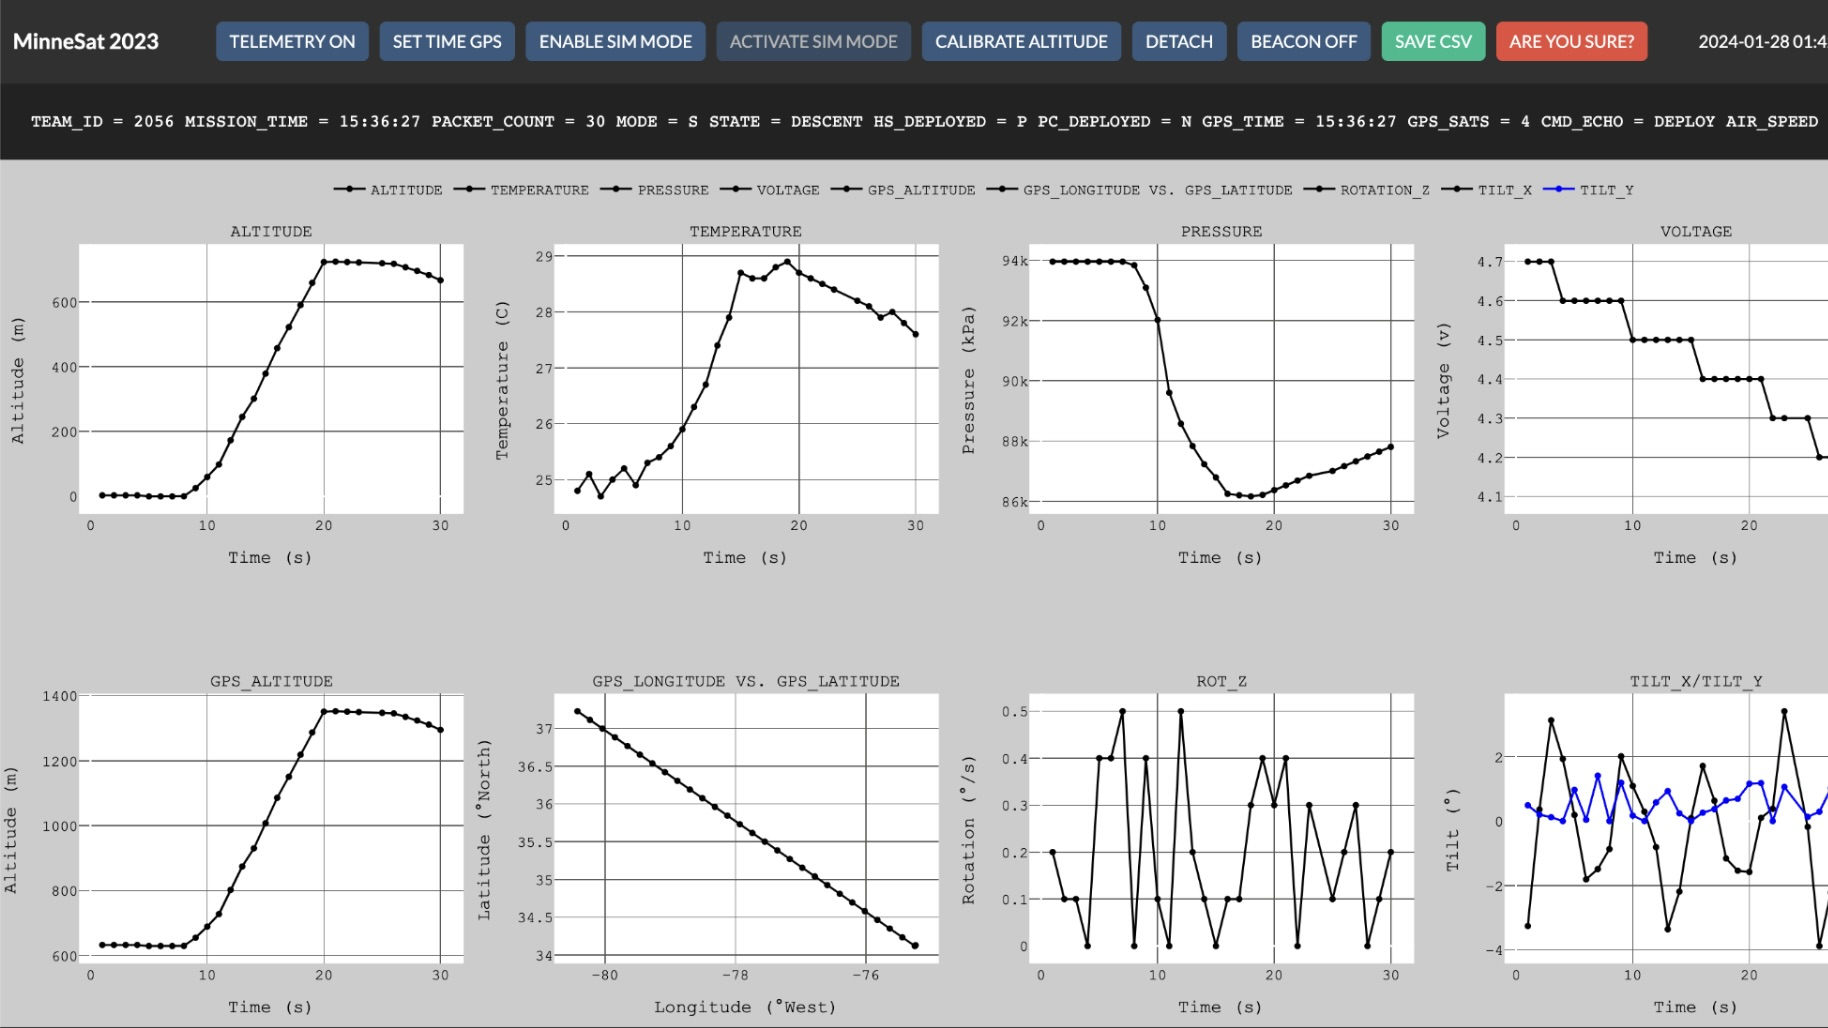 MinneSat 2023 TELEMETRY ON SET TIME GPS ENABLE SIM MODE ACTIVATE SIM MODE CALIBRATE ALTITUDE DETACH BEACON OFF SAVE CSV ARE YOU SURE? 2024-01-28 01:4
TEAM_ID = 2056 MISSION_TIME = 15:36:27 PACKET_COUNT = 30 MODE = S STATE = DESCENT HS_DEPLOYED = P PC_DEPLOYED = N GPS_TIME = 15:36:27 GPS_SATS = 4 CMD_ECHO = DEPLOY AIR_SPEED
ALTITUDE TEMPERATURE PRESSURE VOLTAGE GPS_ALTITUDE GPS_LONGITUDE VS. GPS_LATITUDE ROTATION_Z TILT_X TILT_Y
ALTITUDE
Altitude (m)
600
400
200
0
0 10 20 30
Time (s)
TEMPERATURE
Temperature (C)
29
28
27
26
25
0 10 20 30
Time (s)
PRESSURE
Pressure (kPa)
94k
92k
90k
88k
86k
0 10 20 30
Time (s)
VOLTAGE
Voltage (v)
4.7
4.6
4.5
4.4
4.3
4.2
4.1
0 10 20
Time (s)
GPS_ALTITUDE
Altitude (m)
1400
1200
1000
800
600
0 10 20 30
Time (s)
GPS_LONGITUDE VS. GPS_LATITUDE
Latitude (°North)
37
36.5
36
35.5
35
34.5
34
−80 −78 −76
Longitude (°West)
ROT_Z
Rotation (°/s)
0.5
0.4
0.3
0.2
0.1
0
0 10 20 30
Time (s)
TILT_X/TILT_Y
Tilt (°)
2
0
−2
−4
0 10 20
Time (s)